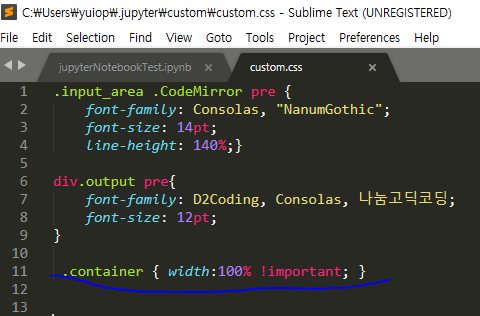 C:₩Users₩yuiop₩.jupyter₩custom₩custom.css - Sublime Text (UNREGISTERED)
File Edit Selection Find View Goto Tools Project Preferences Help
jupyterNotebookTest.ipynb × custom.css ×
1 .input_area .CodeMirror pre {
2 font-family: Consolas, "NanumGothic";
3 font-size: 14pt;
4 line-height: 140%;}
5
6 div.output pre{
7 font-family: D2Coding, Consolas, 나눔고딕코딩;
8 font-size: 12pt;
9 }
10
11 .container { width:100% !important; }
12
13